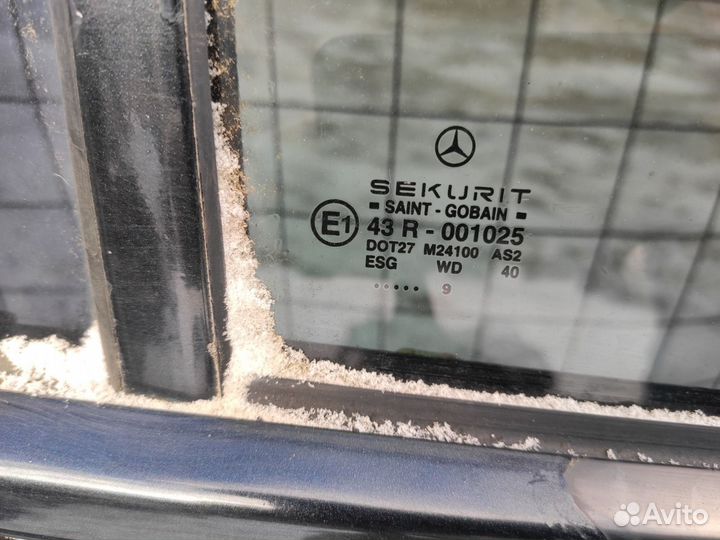 SEKURIT
SAINT - GOBAIN
E1 43 R - 001025
DOT27 M24100 AS2
ESG WD 40
..... 9
Avito